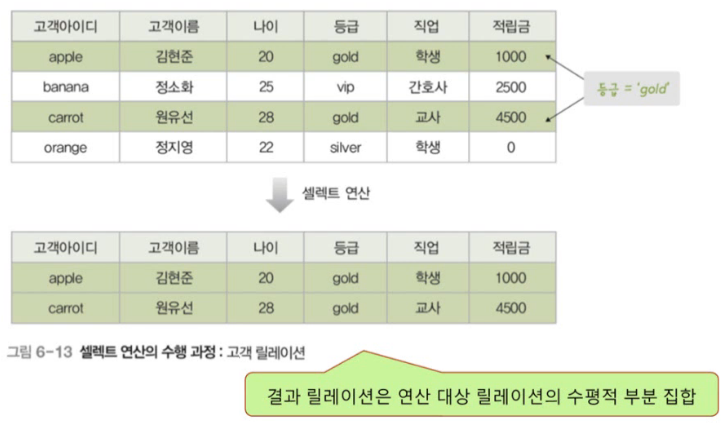 고객아이디 고객이름 나이 등급 직업 적립금
apple 김현준 20 gold 학생 1000
banana 정소화 25 vip 간호사 2500
carrot 원유선 28 gold 교사 4500
orange 정지영 22 silver 학생 0
등급 = 'gold'
셀렉트 연산
고객아이디 고객이름 나이 등급 직업 적립금
apple 김현준 20 gold 학생 1000
carrot 원유선 28 gold 교사 4500
그림 6-13 셀렉트 연산의 수행 과정 : 고객 릴레이션
결과 릴레이션은 연산 대상 릴레이션의 수평적 부분 집합